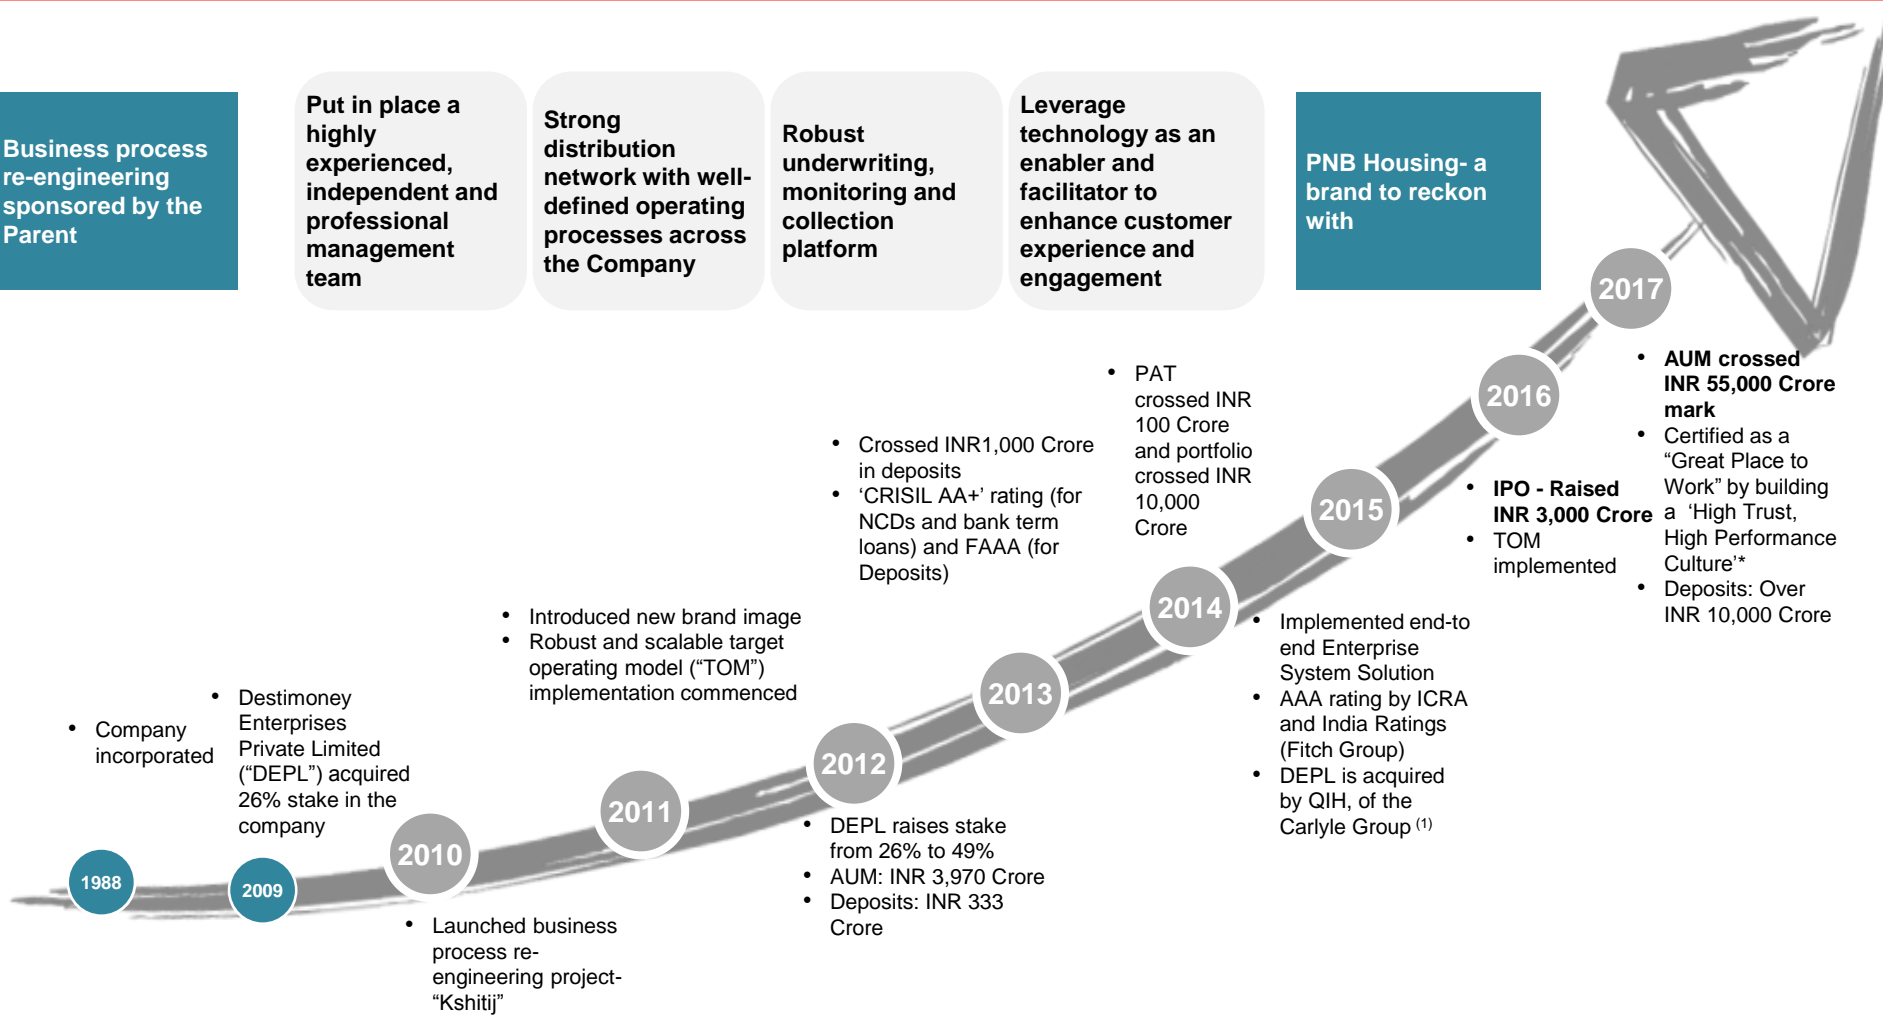 Business process
re-engineering
sponsored by the
Parent
Put in place a
highly
experienced,
independent and
professional
management
team
Strong
distribution
network with well-
defined operating
processes across
the Company
Robust
underwriting,
monitoring and
collection
platform
Leverage
technology as an
enabler and
facilitator to
enhance customer
experience and
engagement
PNB Housing- a
brand to reckon
with
1988
• Company
incorporated
2009
• Destimoney
Enterprises
Private Limited
(“DEPL”) acquired
26% stake in the
company
2010
• Launched business
process re-
engineering project-
“Kshitij”
2011
• Introduced new brand image
• Robust and scalable target
operating model (“TOM”)
implementation commenced
2012
• DEPL raises stake
from 26% to 49%
• AUM: INR 3,970 Crore
• Deposits: INR 333
Crore
2013
• Crossed INR1,000 Crore
in deposits
• ‘CRISIL AA+’ rating (for
NCDs and bank term
loans) and FAAA (for
Deposits)
2014
• PAT
crossed INR
100 Crore
and portfolio
crossed INR
10,000
Crore
2015
• Implemented end-to
end Enterprise
System Solution
• AAA rating by ICRA
and India Ratings
(Fitch Group)
• DEPL is acquired
by QIH, of the
Carlyle Group (1)
2016
• IPO - Raised
INR 3,000 Crore
• TOM
implemented
2017
• AUM crossed
INR 55,000 Crore
mark
• Certified as a
“Great Place to
Work” by building
a ‘High Trust,
High Performance
Culture’*
• Deposits: Over
INR 10,000 Crore